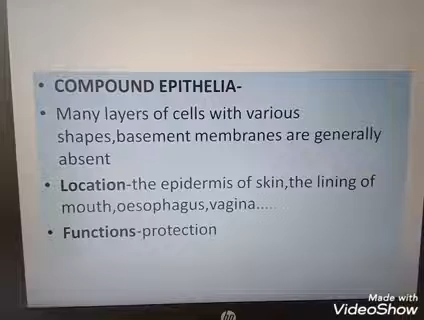 • COMPOUND EPITHELIA-
• Many layers of cells with various
shapes,basement membranes are generally
absent
• Location-the epidermis of skin,the lining of
mouth,oesophagus,vagina.....
• Functions-protection
hp
Made with
VideoShow